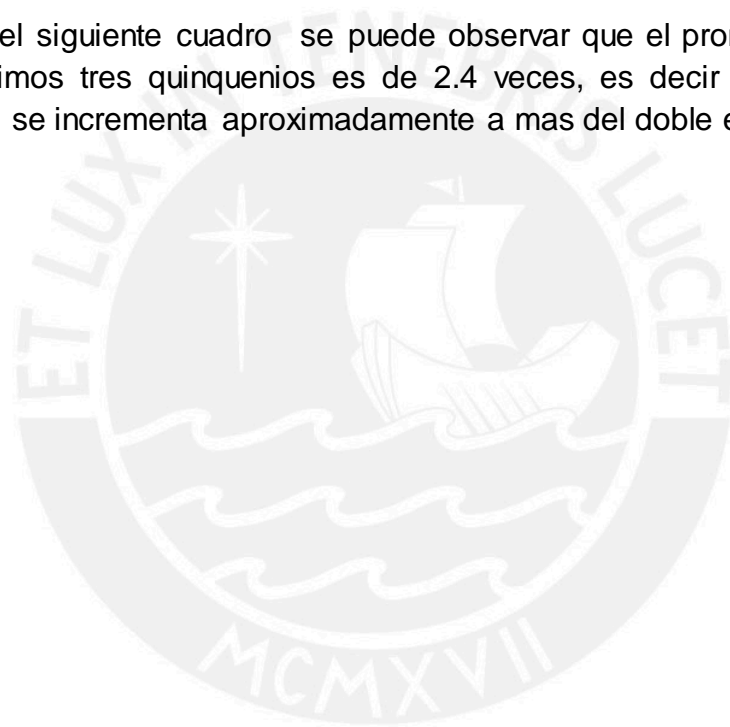 el siguiente cuadro se puede observar que el
imos tres quinquenios es de 2.4 veces, es decir
se incrementa aproximadamente a mas del doble
ET LUX IN TENEBRIS LUCET
MCMXVII